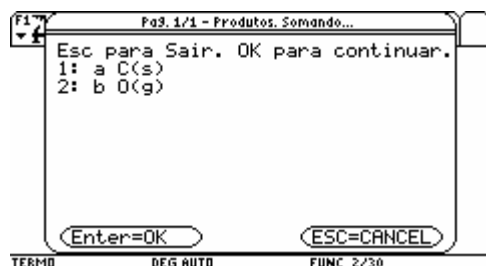 F1
Pag. 1/1 - Produtos. Somando...
Esc para Sair. OK para continuar.
1: a C(s)
2: b O(g)
Enter=OK
ESC=CANCEL
TERMO DEG AUTO FUNC 2/30